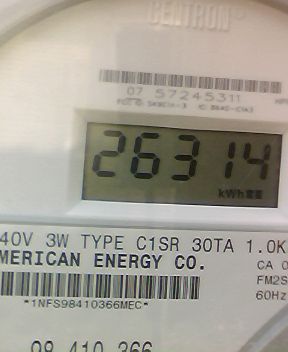 CENTRON®
07 57245311
26314
kWh
40V 3W TYPE C1SR 30TA 1.0K
MERICAN ENERGY CO.
CA 0
FM2S
60Hz
*1NFS98410366MEC*
98 410 366